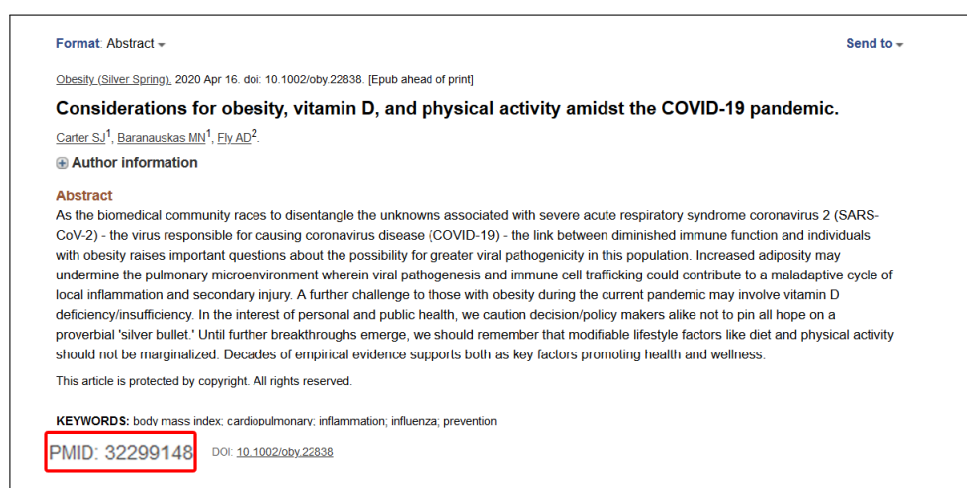 Format: Abstract
Send to
Obesity (Silver Spring). 2020 Apr 16. doi: 10.1002/oby.22838. [Epub ahead of print]
Considerations for obesity, vitamin D, and physical activity amidst the COVID-19 pandemic.
Carter SJ1, Baranauskas MN1, Fly AD2.
Author information
Abstract
As the biomedical community races to disentangle the unknowns associated with severe acute respiratory syndrome coronavirus 2 (SARS-
CoV-2) - the virus responsible for causing coronavirus disease (COVID-19) - the link between diminished immune function and individuals
with obesity raises important questions about the possibility for greater viral pathogenicity in this population. Increased adiposity may
undermine the pulmonary microenvironment wherein viral pathogenesis and immune cell trafficking could contribute to a maladaptive cycle of
local inflammation and secondary injury. A further challenge to those with obesity during the current pandemic may involve vitamin D
deficiency/insufficiency. In the interest of personal and public health, we caution decision/policy makers alike not to pin all hope on a
proverbial 'silver bullet.' Until further breakthroughs emerge, we should remember that modifiable lifestyle factors like diet and physical activity
should not be marginalized. Decades of empirical evidence supports both as key factors promoting health and wellness.
This article is protected by copyright. All rights reserved.
KEYWORDS: body mass index; cardiopulmonary; inflammation; influenza; prevention
PMID: 32299148 DOI: 10.1002/oby.22838